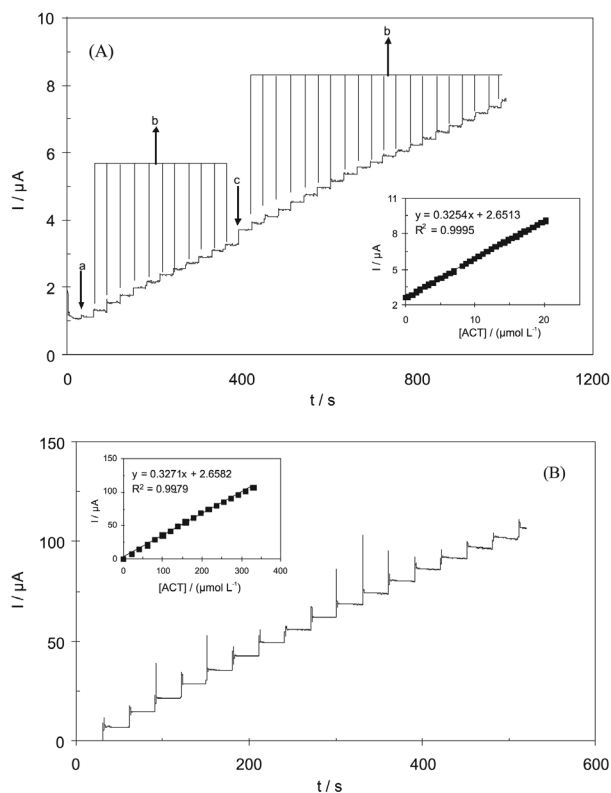 (A)
10
8
6
4
2
0
I / µA
a
b
c
b
0
400
800
1200
t / s
y = 0.3254x + 2.6513
R² = 0.9995
11
8
5
2
I / µA
0
10
20
[ACT] / (µmol L⁻¹)
(B)
150
100
50
0
I / µA
0
200
400
600
t / s
y = 0.3271x + 2.6582
R² = 0.9979
150
100
50
0
I / µA
0
100
200
300
400
[ACT] / (µmol L⁻¹)